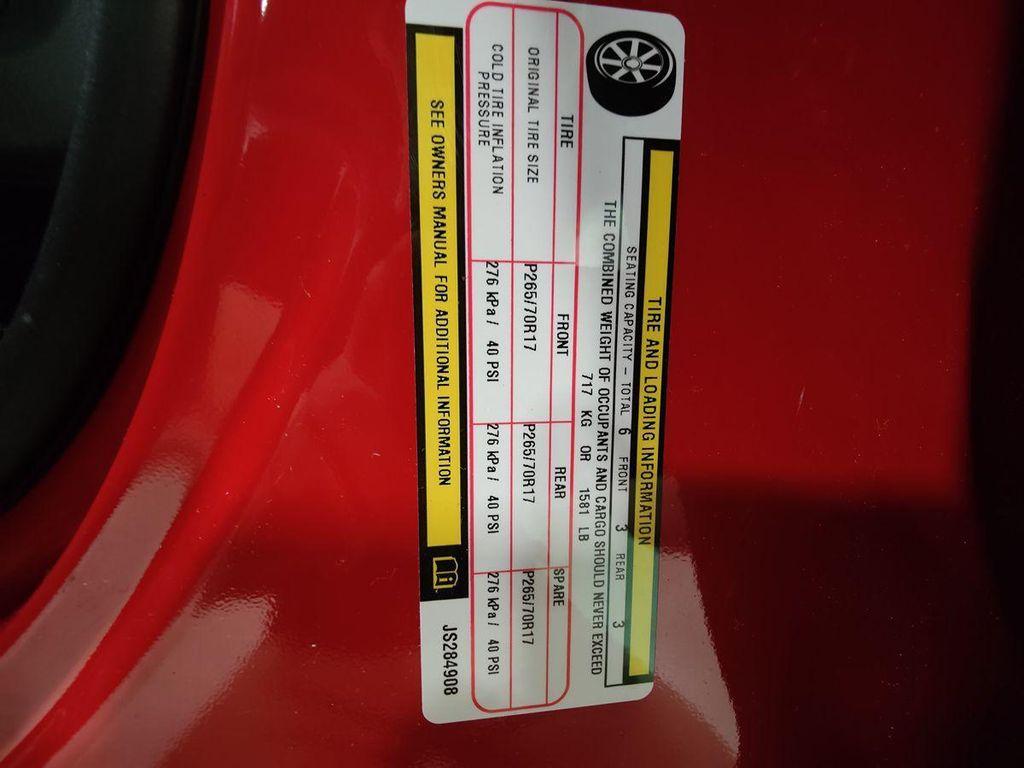 TIRE AND LOADING INFORMATION
SEATING CAPACITY – TOTAL 6 FRONT 3 REAR 3
THE COMBINED WEIGHT OF OCCUPANTS AND CARGO SHOULD NEVER EXCEED
717 KG OR 1581 LB
TIRE FRONT REAR SPARE
ORIGINAL TIRE SIZE P265/70R17 P265/70R17 P265/70R17
COLD TIRE INFLATION PRESSURE 276 kPa / 40 PSI 276 kPa / 40 PSI 276 kPa / 40 PSI
SEE OWNERS MANUAL FOR ADDITIONAL INFORMATION
JS284908